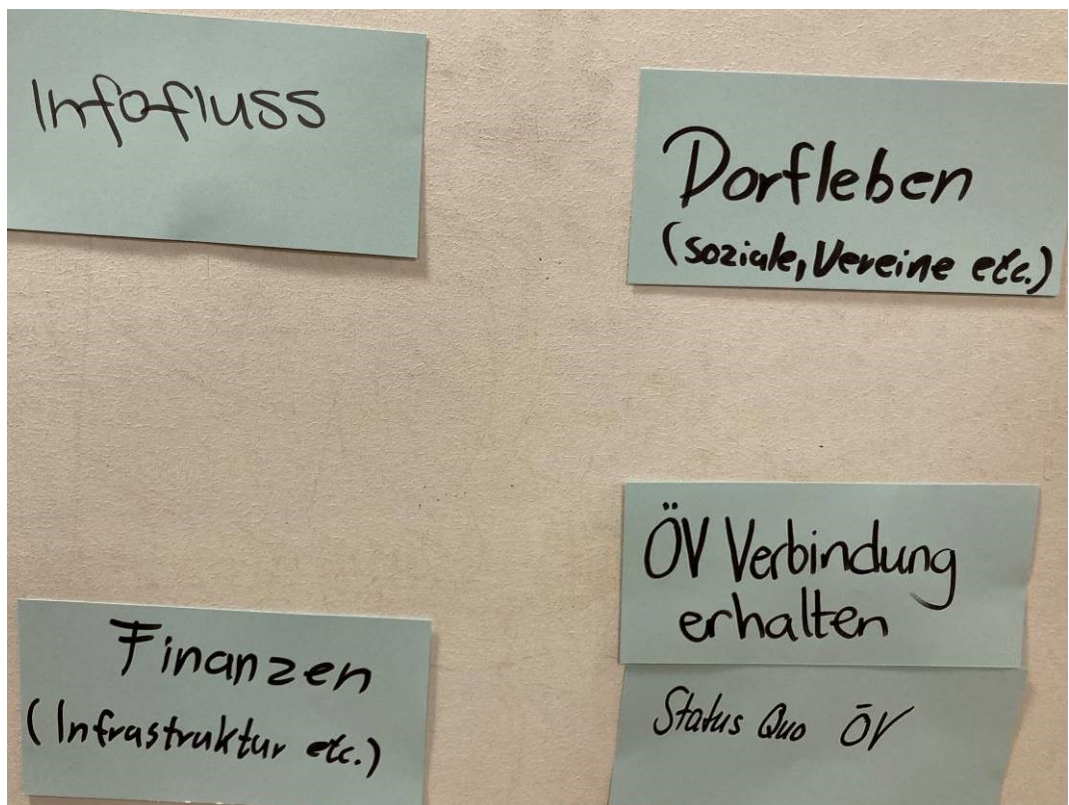 Infofluss
Dorfleben
(soziale, Vereine etc.)
ÖV Verbindung
erhalten
Status Quo ÖV
Finanzen
(Infrastruktur etc.)